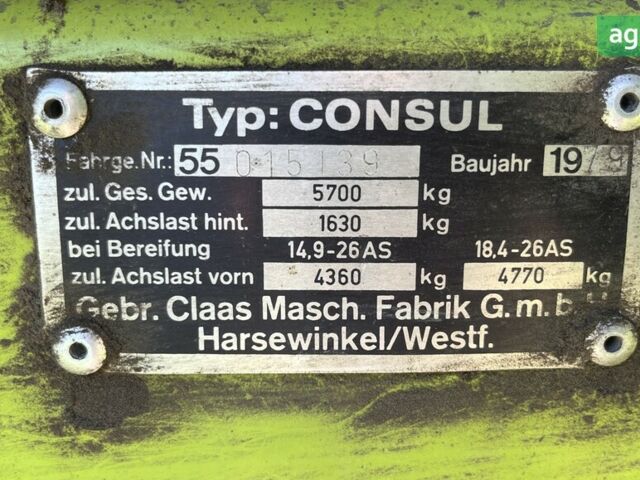 ag
Typ: CONSUL
Fahrge.Nr.: 55 015139 Baujahr 1979
zul. Ges. Gew. 5700 kg
zul. Achslast hint. 1630 kg
bei Bereifung 14,9-26AS 18,4-26AS
zul. Achslast vorn 4360 kg 4770 kg
Gebr. Claas Masch. Fabrik G.m.b.H
Harsewinkel/Westf.